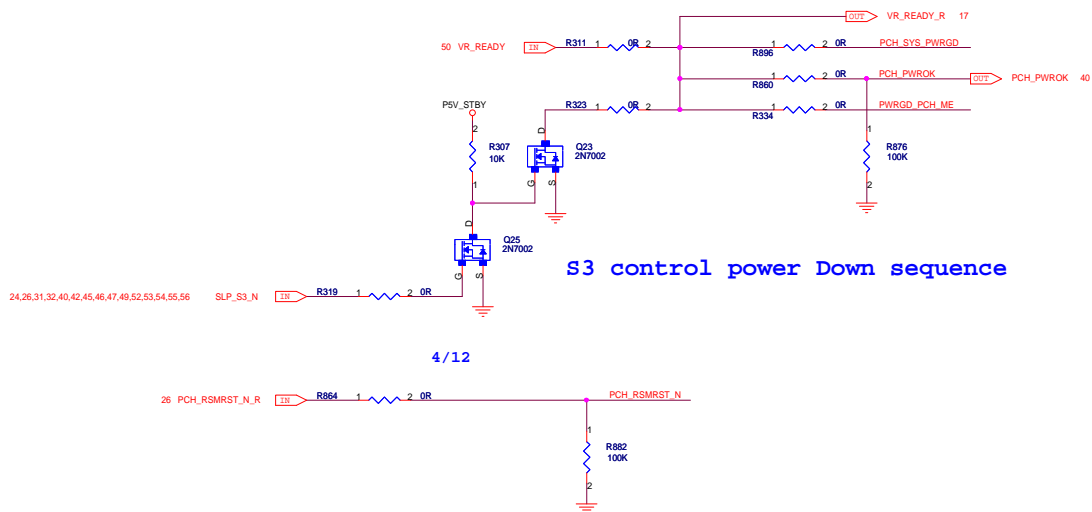 OUT VR_READY_R 17
50 VR_READY IN R311 1 0R 2 1 2 0R PCH_SYS_PWRGD
R896
1 2 0R PCH_PWROK OUT PCH_PWROK 40
R860
P5V_STBY R323 1 0R 2 1 2 0R PWRGD_PCH_ME
R334
2 D 1
R307
10K
Q23
2N7002
R876
100K
1 G S 2
D
Q25
2N7002
S3 control power Down sequence
G S
24,26,31,32,40,42,45,46,47,49,52,53,54,55,56 SLP_S3_N IN R319 1 2 0R
4/12
26 PCH_RSMRST_N_R IN R864 1 2 0R PCH_RSMRST_N
1
R882
100K
2